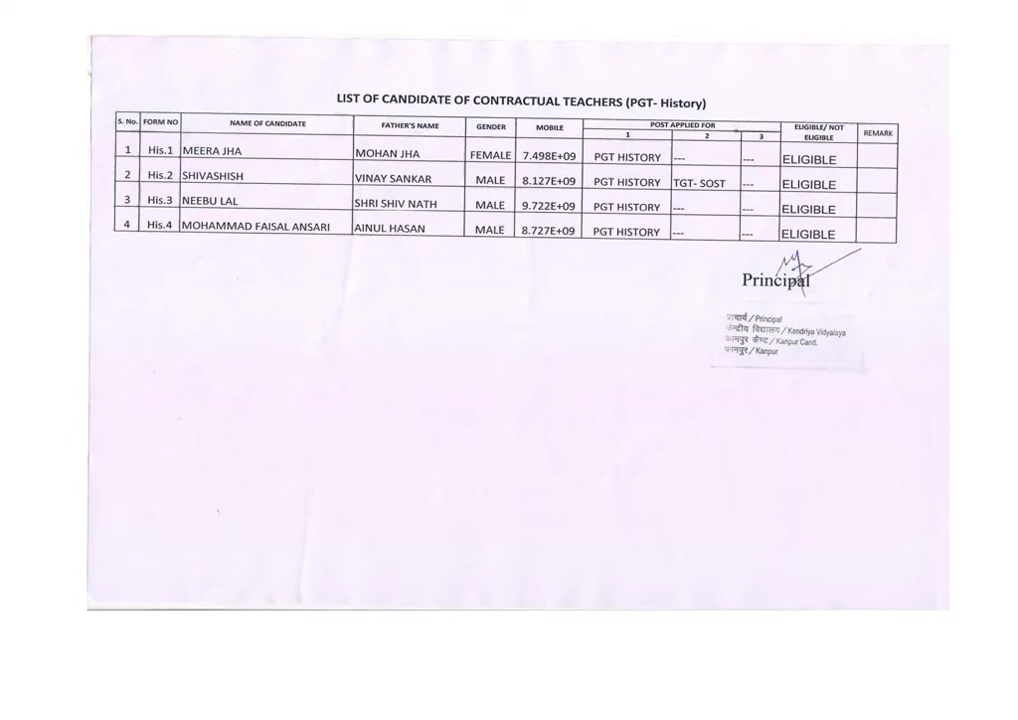 LIST OF CANDIDATE OF CONTRACTUAL TEACHERS (PGT- History)
S. No. FORM NO NAME OF CANDIDATE FATHER'S NAME GENDER MOBILE POST APPLIED FOR ELIGIBLE/ NOT ELIGIBLE REMARK
1 2 3
1 His.1 MEERA JHA MOHAN JHA FEMALE 7.498E+09 PGT HISTORY --- --- ELIGIBLE
2 His.2 SHIVASHISH VINAY SANKAR MALE 8.127E+09 PGT HISTORY TGT- SOST --- ELIGIBLE
3 His.3 NEEBU LAL SHRI SHIV NATH MALE 9.722E+09 PGT HISTORY --- --- ELIGIBLE
4 His.4 MOHAMMAD FAISAL ANSARI AINUL HASAN MALE 8.727E+09 PGT HISTORY --- --- ELIGIBLE
Principal
प्राचार्य / Principal
केन्द्रीय विद्यालय / Kendriya Vidyalaya
कानपुर कैण्ट / Kanpur Cantt.
कानपुर / Kanpur